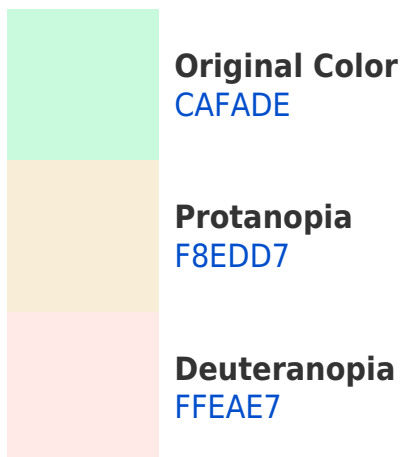 Original Color
CAFADE
Protanopia
F8EDD7
Deuteranopia
FFEAE7